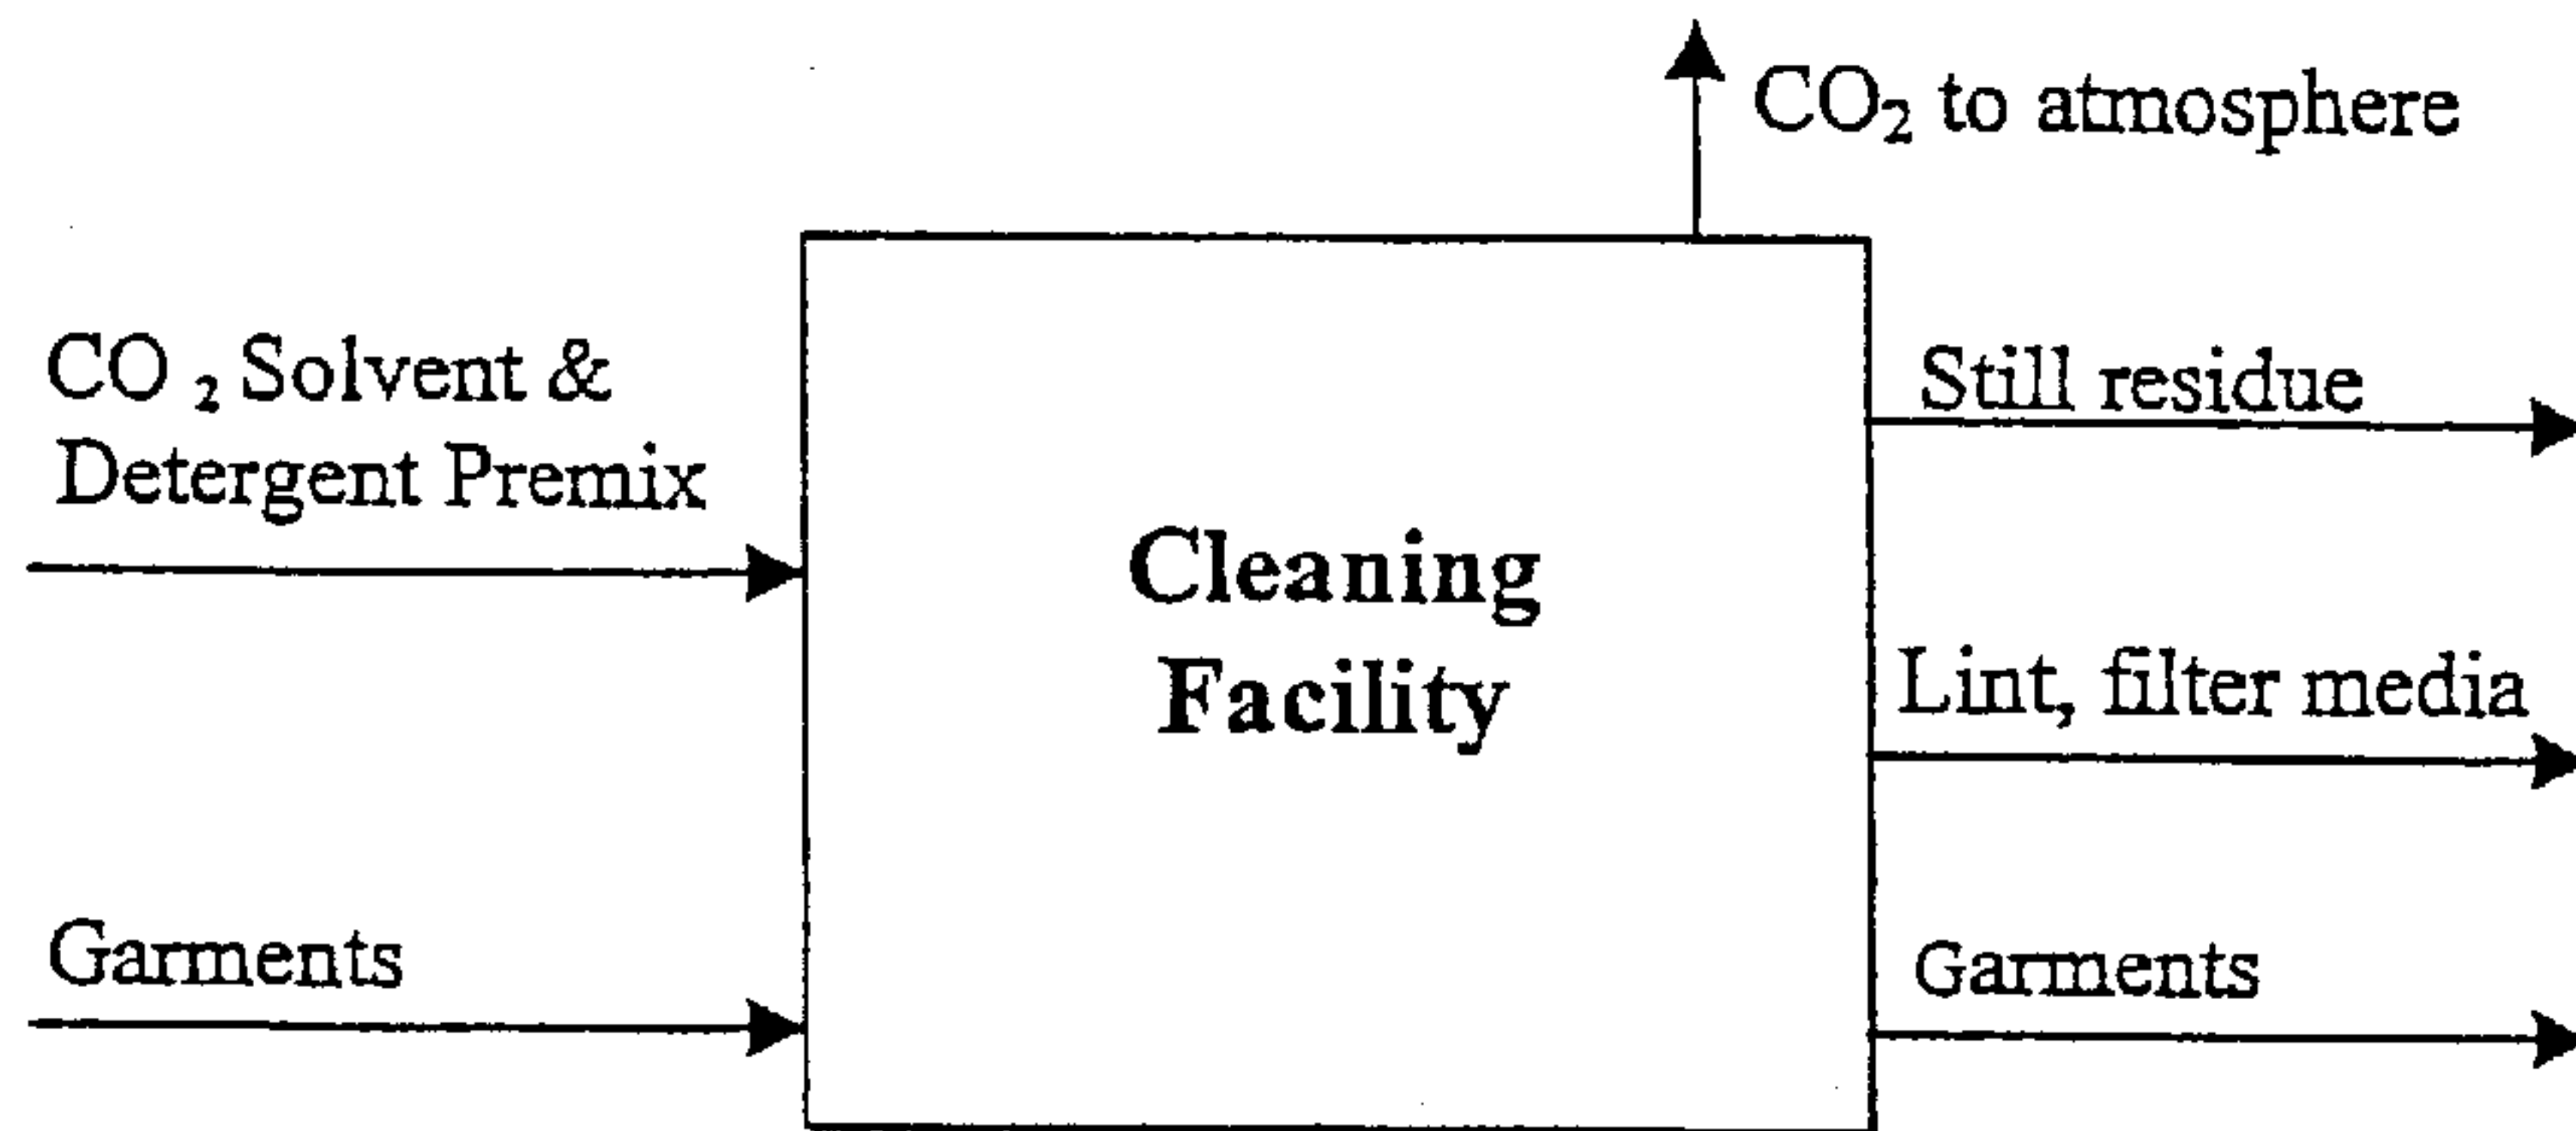 CO₂ to atmosphere
CO₂ Solvent &
Detergent Premix
Still residue
Cleaning
Facility
Lint, filter media
Garments
Garments